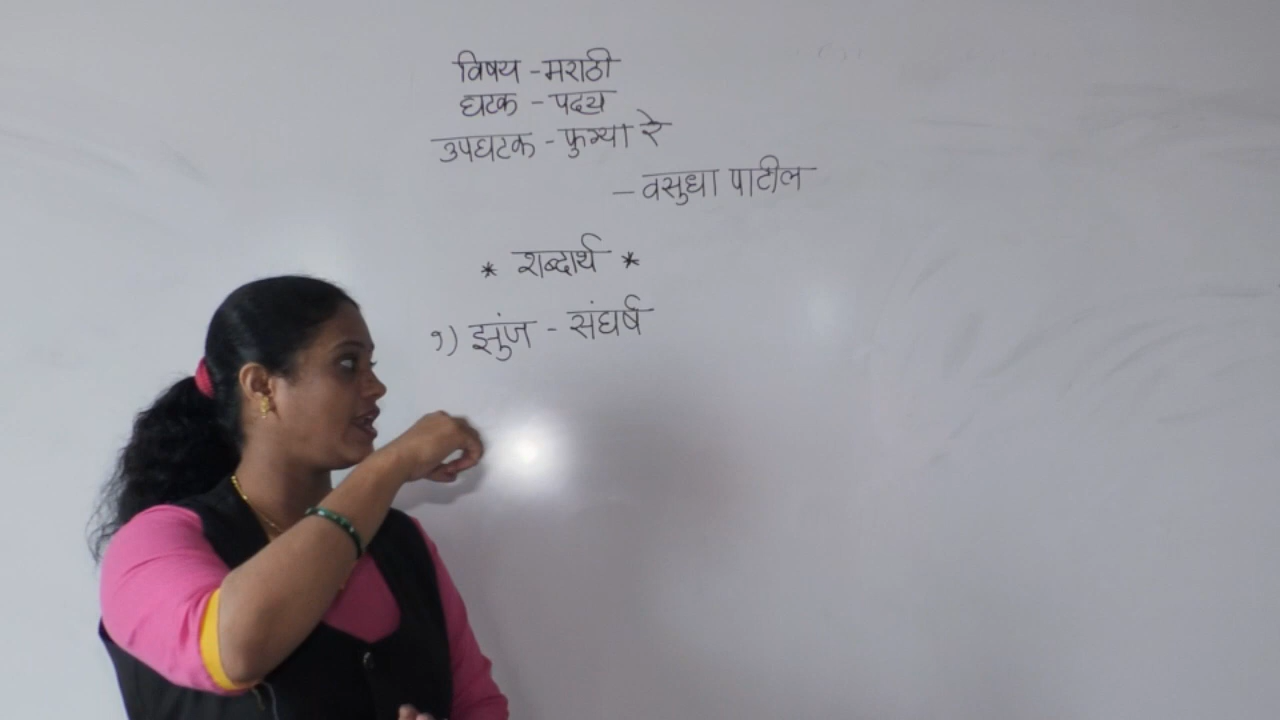 विषय - मराठी
घटक - पद्य
उपघटक - फुग्या रे
- वसुधा पाटील
* शब्दार्थ *
१) झुंज - संघर्ष